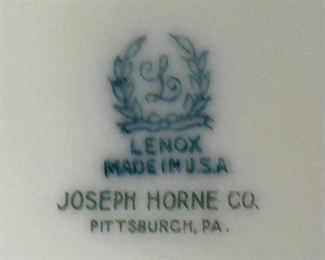 L
LENOX
MADE IN U.S.A
JOSEPH HORNE CO.
PITTSBURGH, PA.